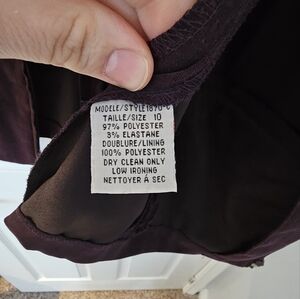 MODELE/STYLE1670-C
TAILLE/SIZE 10
97% POLYESTER
3% ELASTANE
DOUBLURE/LINING
100% POLYESTER
DRY CLEAN ONLY
LOW IRONING
NETTOYER Á SEC